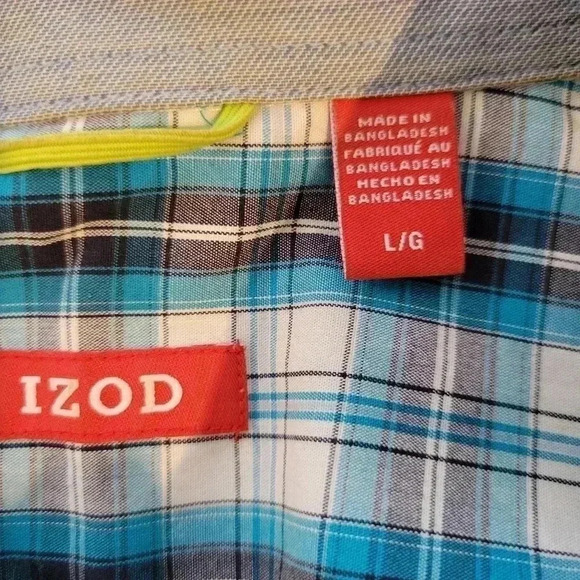 MADE IN
BANGLADESH
FABRIQUÉ AU
BANGLADESH
HECHO EN
BANGLADESH
L/G
IZOD